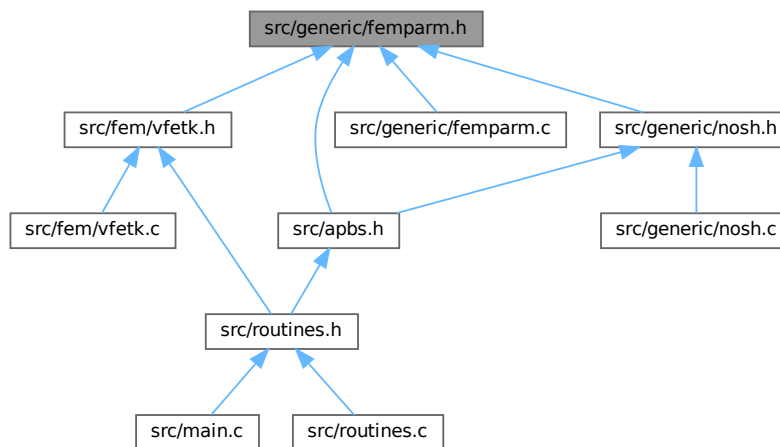 src/generic/femparm.h
src/fem/vfetk.h
src/generic/femparm.c
src/generic/nosh.h
src/fem/vfetk.c
src/apbs.h
src/generic/nosh.c
src/routines.h
src/main.c
src/routines.c